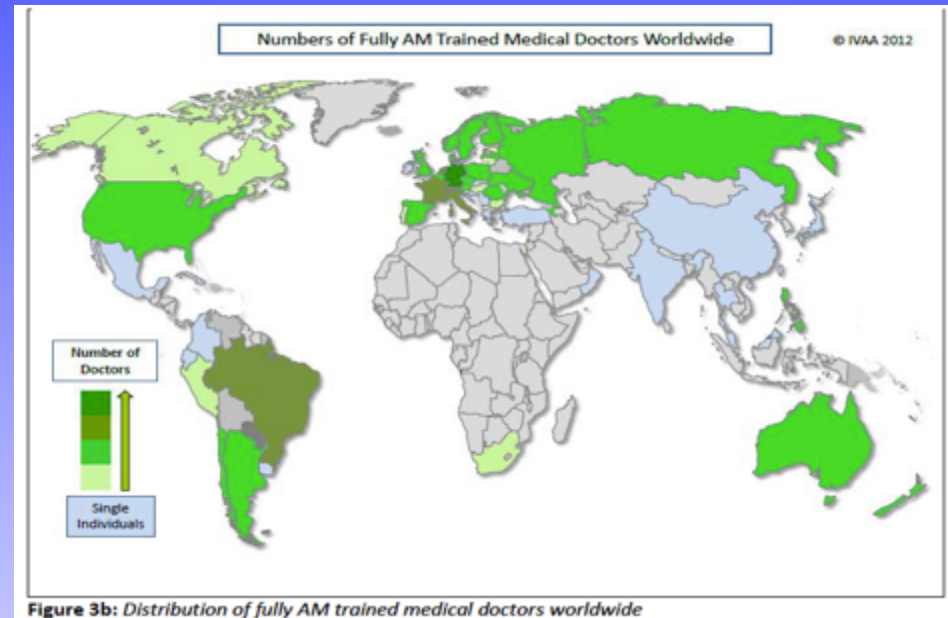 Numbers of Fully AM Trained Medical Doctors Worldwide
© IVAA 2012
Number of
Doctors
Single
Individuals
Figure 3b: Distribution of fully AM trained medical doctors worldwide